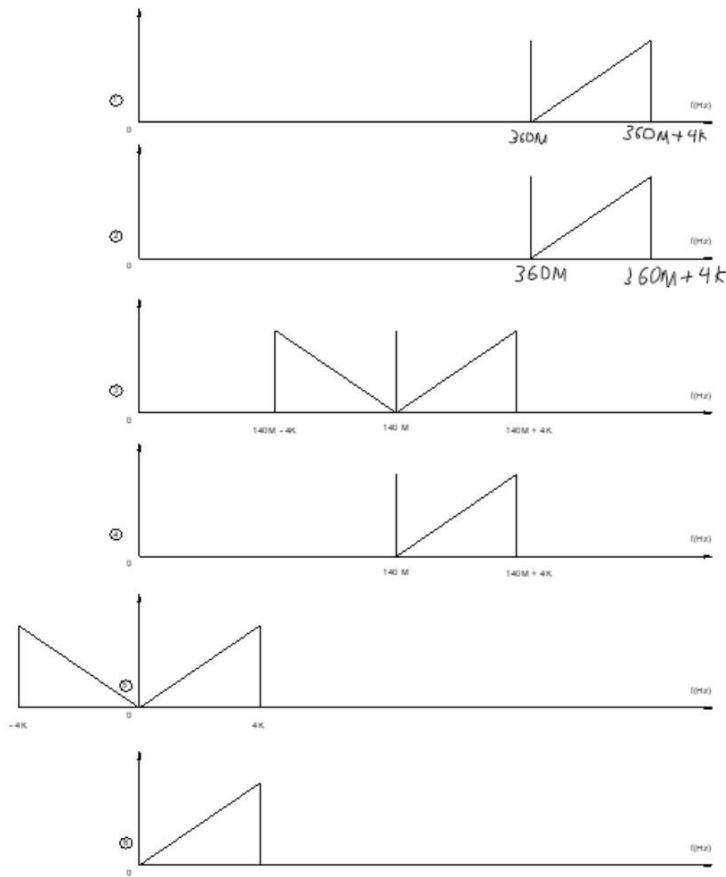 ①
f(Hz)
0
360M
360M+4K
②
f(Hz)
0
360M
360M+4K
③
f(Hz)
0
140M - 4K
140 M
140M + 4K
④
f(Hz)
0
140 M
140M + 4K
⑤
f(Hz)
0
- 4K
4K
⑥
f(Hz)
0